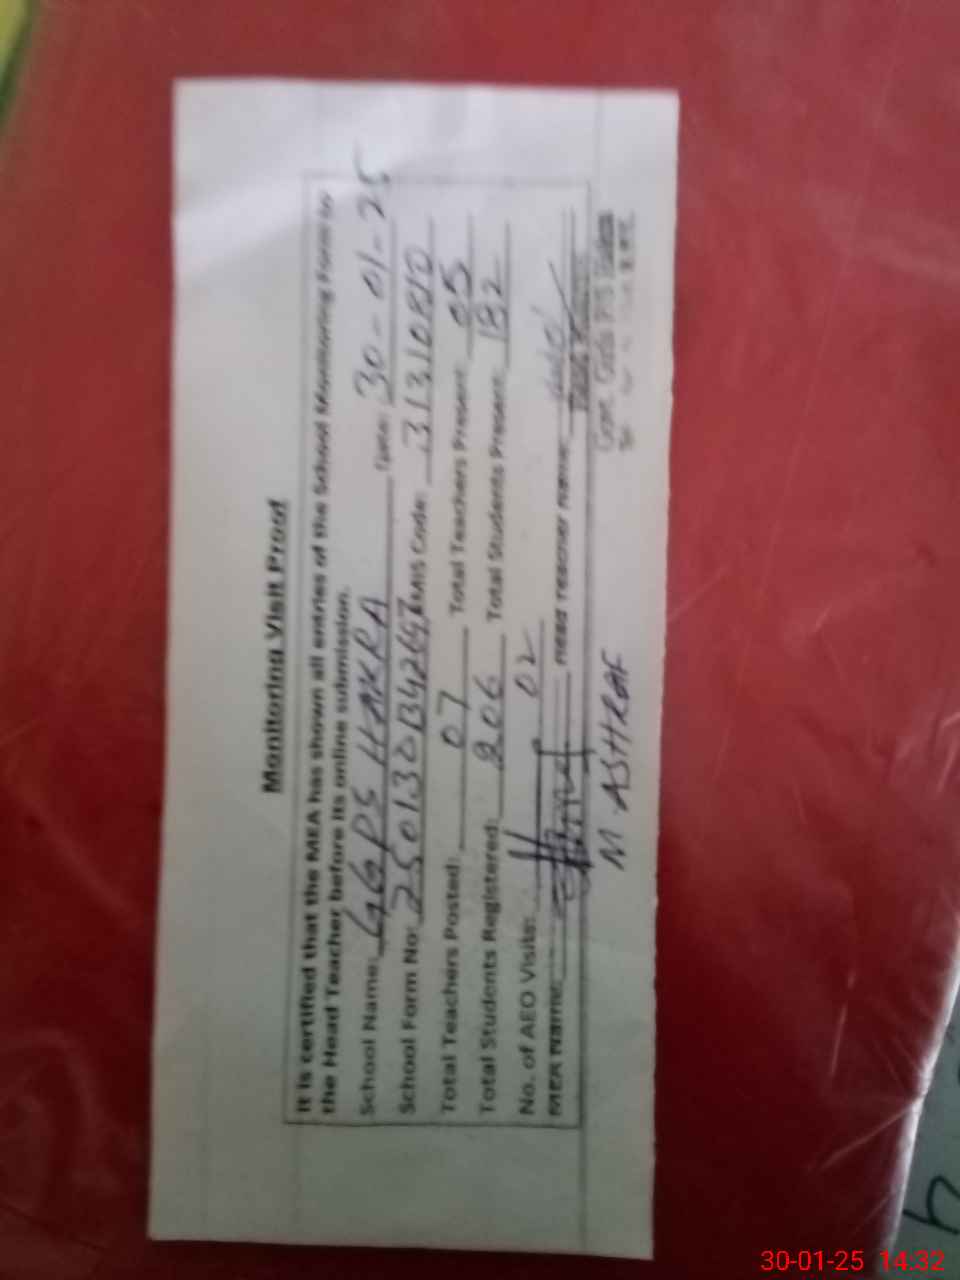 Monitoring Visit Proof
It is certified that the MEA has shown all entries of the School Monitoring Form to
the Head Teacher before its online submission.
School Name: GGPS HAKRA Date: 30-01-25
School Form No: 250130 EMIS Code: 31310810
Total Teachers Posted: 07 Total Teachers Present: 05
Total Students Registered: 206 Total Students Present: 182
No. of AEO Visits: 02
MEA Name: Head Teacher Name:
M ASHRAF
Govt. Girls P/S
30-01-25 14:32